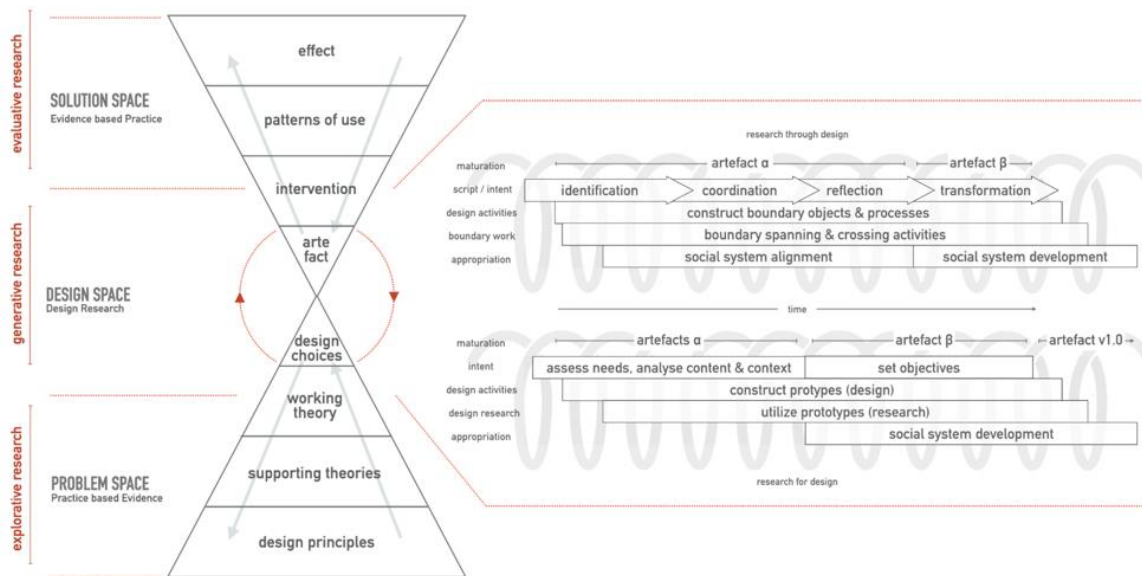 evaluative research
SOLUTION SPACE
Evidence based Practice
generative research
DESIGN SPACE
Design Research
explorative research
PROBLEM SPACE
Practice based Evidence
effect
patterns of use
intervention
arte
fact
design
choices
working
theory
supporting theories
design principles
research through design
maturation
artefact α
artefact β
script / intent
identification
coordination
reflection
transformation
design activities
construct boundary objects & processes
boundary work
boundary spanning & crossing activities
appropriation
social system alignment
social system development
time
maturation
artefacts α
artefact β
artefact v1.0
intent
assess needs, analyse content & context
set objectives
design activities
construct protypes (design)
design research
utilize prototypes (research)
appropriation
social system development
research for design